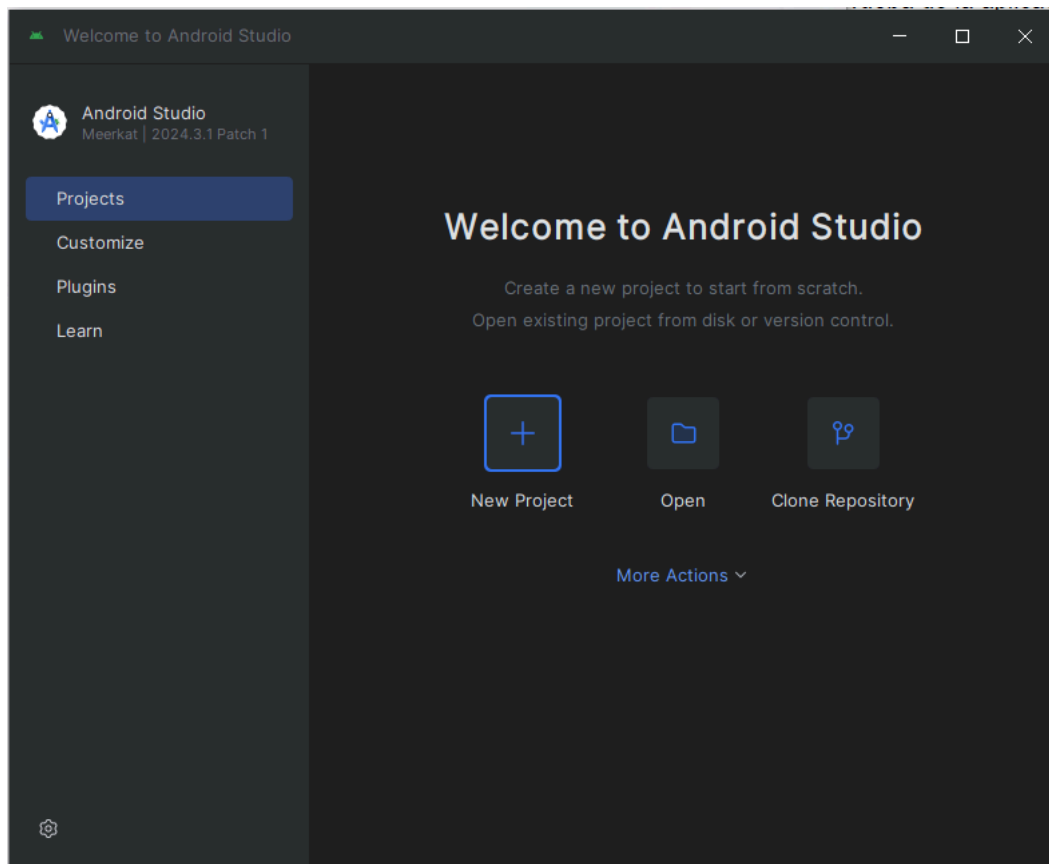 Welcome to Android Studio
Android Studio
Meerkat | 2024.3.1 Patch 1
Projects
Customize
Plugins
Learn
Welcome to Android Studio
Create a new project to start from scratch.
Open existing project from disk or version control.
New Project
Open
Clone Repository
More Actions